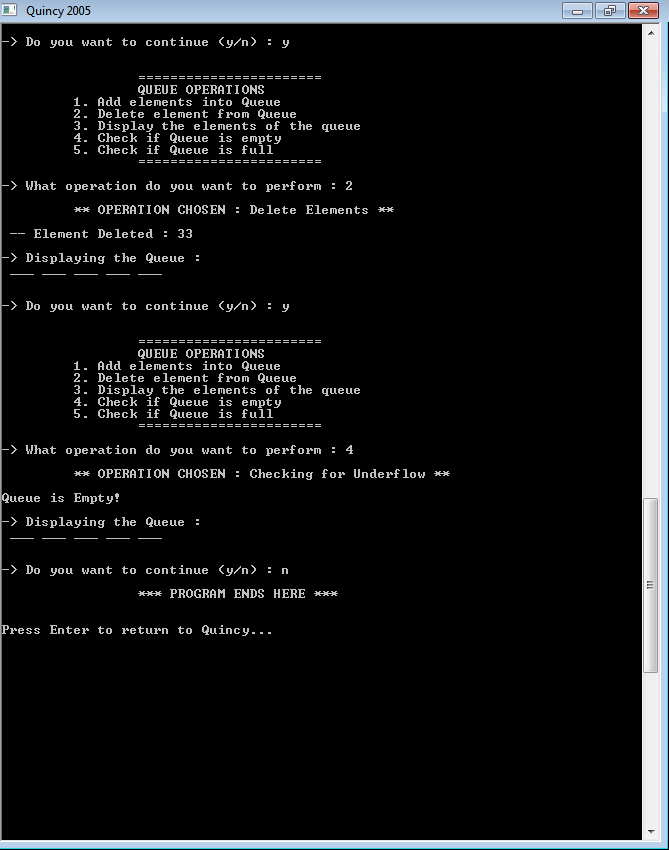 Quincy 2005
-> Do you want to continue (y/n) : y
=======================
QUEUE OPERATIONS
1. Add elements into Queue
2. Delete element from Queue
3. Display the elements of the queue
4. Check if Queue is empty
5. Check if Queue is full
=======================
-> What operation do you want to perform : 2
** OPERATION CHOSEN : Delete Elements **
-- Element Deleted : 33
-> Displaying the Queue :
___ ___ ___ ___ ___
-> Do you want to continue (y/n) : y
=======================
QUEUE OPERATIONS
1. Add elements into Queue
2. Delete element from Queue
3. Display the elements of the queue
4. Check if Queue is empty
5. Check if Queue is full
=======================
-> What operation do you want to perform : 4
** OPERATION CHOSEN : Checking for Underflow **
Queue is Empty!
-> Displaying the Queue :
___ ___ ___ ___ ___
-> Do you want to continue (y/n) : n
*** PROGRAM ENDS HERE ***
Press Enter to return to Quincy...